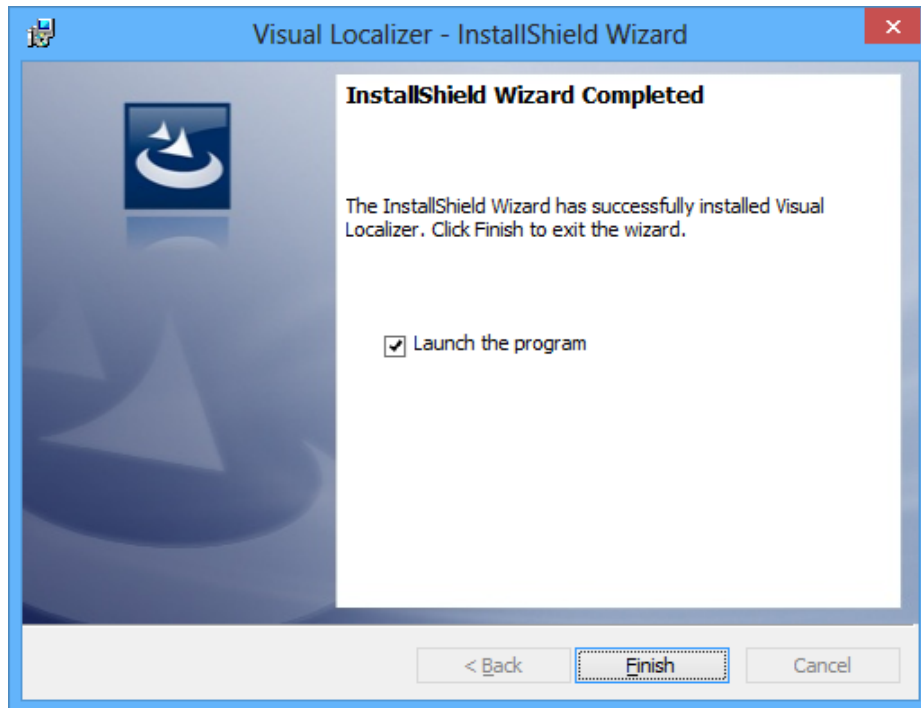 Visual Localizer - InstallShield Wizard
InstallShield Wizard Completed
The InstallShield Wizard has successfully installed Visual
Localizer. Click Finish to exit the wizard.
Launch the program
< Back Finish Cancel